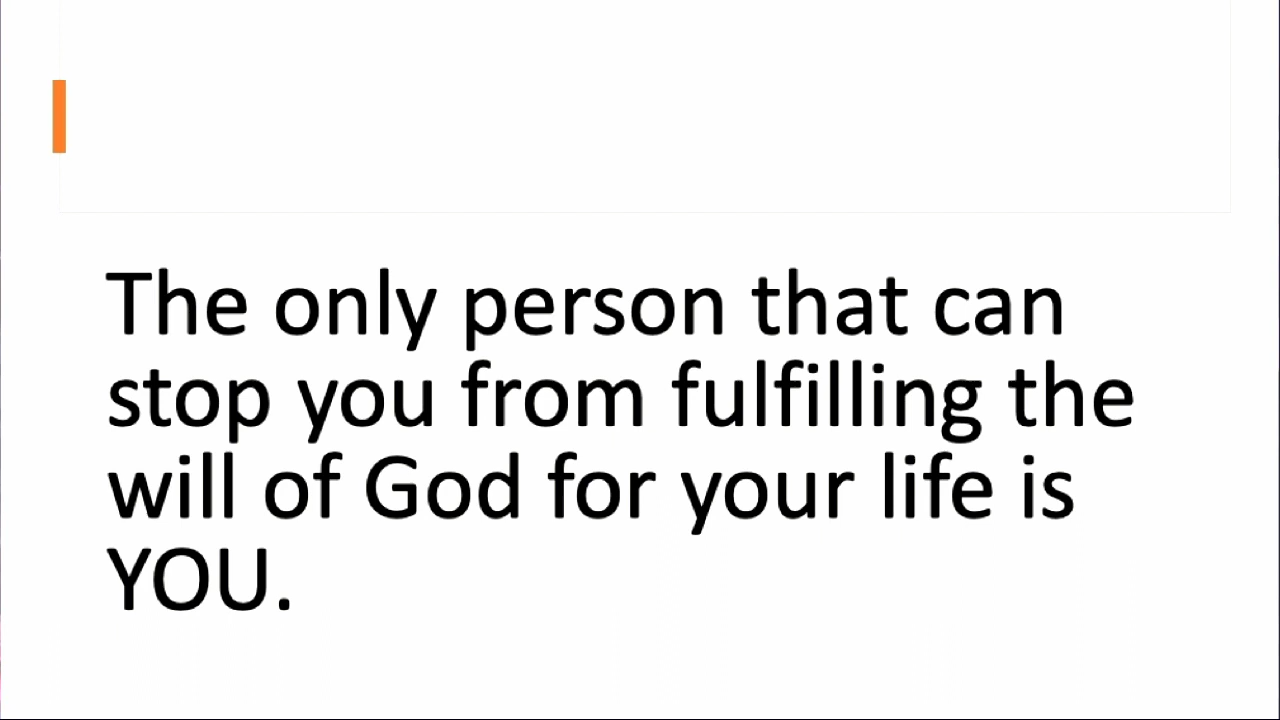 The only person that can
stop you from fulfilling the
will of God for your life is
YOU.